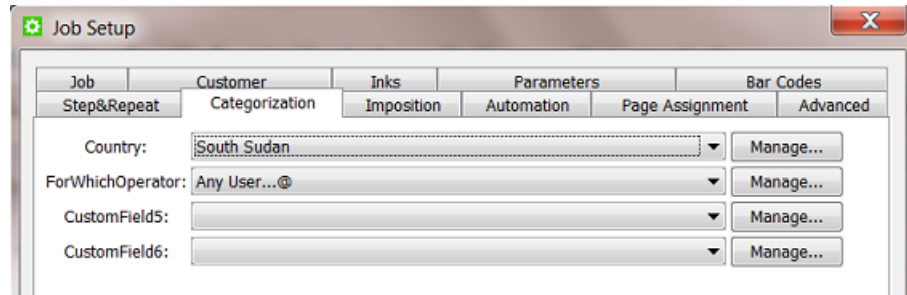 Job Setup
X
Job Customer Inks Parameters Bar Codes
Step&Repeat Categorization Imposition Automation Page Assignment Advanced
Country: South Sudan Manage...
ForWhichOperator: Any User...@ Manage...
CustomField5: Manage...
CustomField6: Manage...